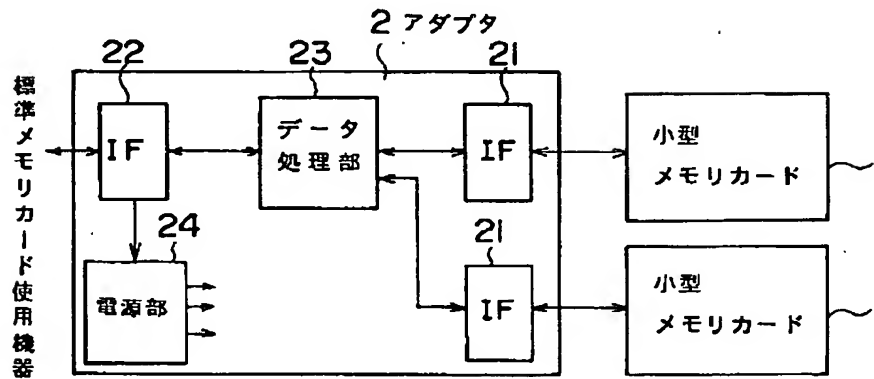 標準メモリカード使用機器
2 アダプタ
22
IF
23
データ
処理部
21
IF
小型
メモリカード
24
電源部
21
IF
小型
メモリカード